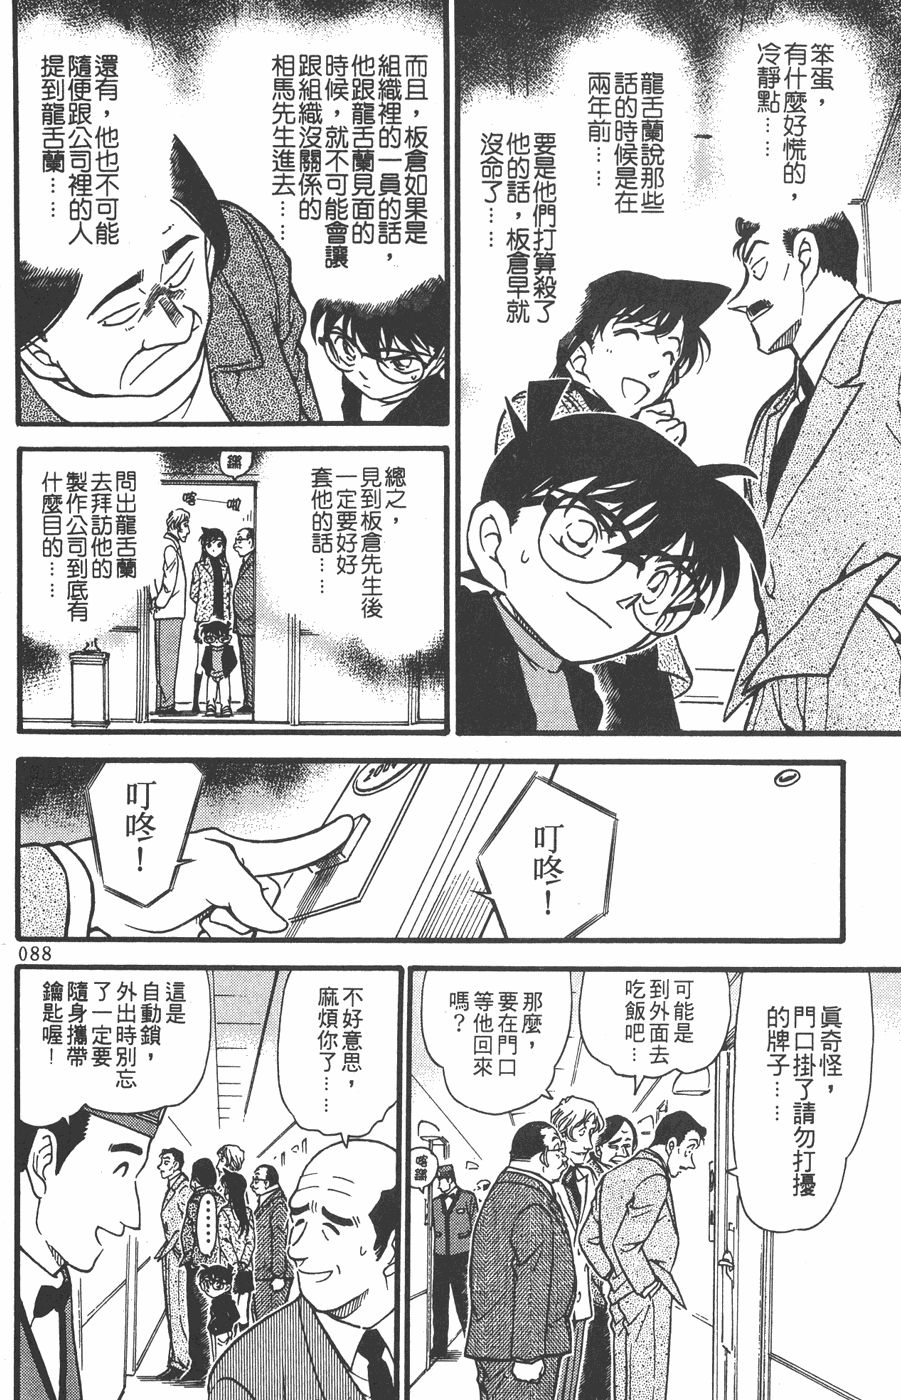 笨蛋，
有什麼好慌的，
冷靜點……
龍舌蘭說那些
話的時候是在
兩年前……
要是他們打算殺了
他的話，板倉早就
沒命了……
而且，板倉如果是
組織裡的一員的話，
他跟龍舌蘭見面的
時候，就不可能會讓
跟組織沒關係的
相馬先生進去……
還有，他也不可能
隨便跟公司裡的人
提到龍舌蘭……
鏘
喀
啦
總之，
見到板倉先生後
一定要好好
套他的話……
問出龍舌蘭
去拜訪他的
製作公司到底有
什麼目的……
叮咚！
叮咚！
088
真奇怪，
門口掛了請勿打擾
的牌子……
可能是
到外面去
吃飯吧…
那麼，
要在門口
等他回來
嗎？
喀鏘
不好意思，
麻煩你了……
……
這是
自動鎖，
外出時別忘
了一定要
隨身攜帶
鑰匙喔！